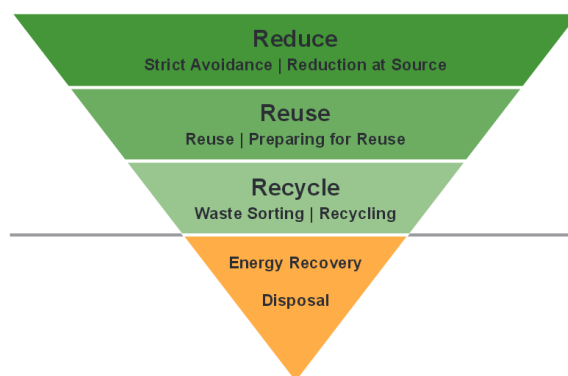 Reduce
Strict Avoidance | Reduction at Source
Reuse
Reuse | Preparing for Reuse
Recycle
Waste Sorting | Recycling
Energy Recovery
Disposal